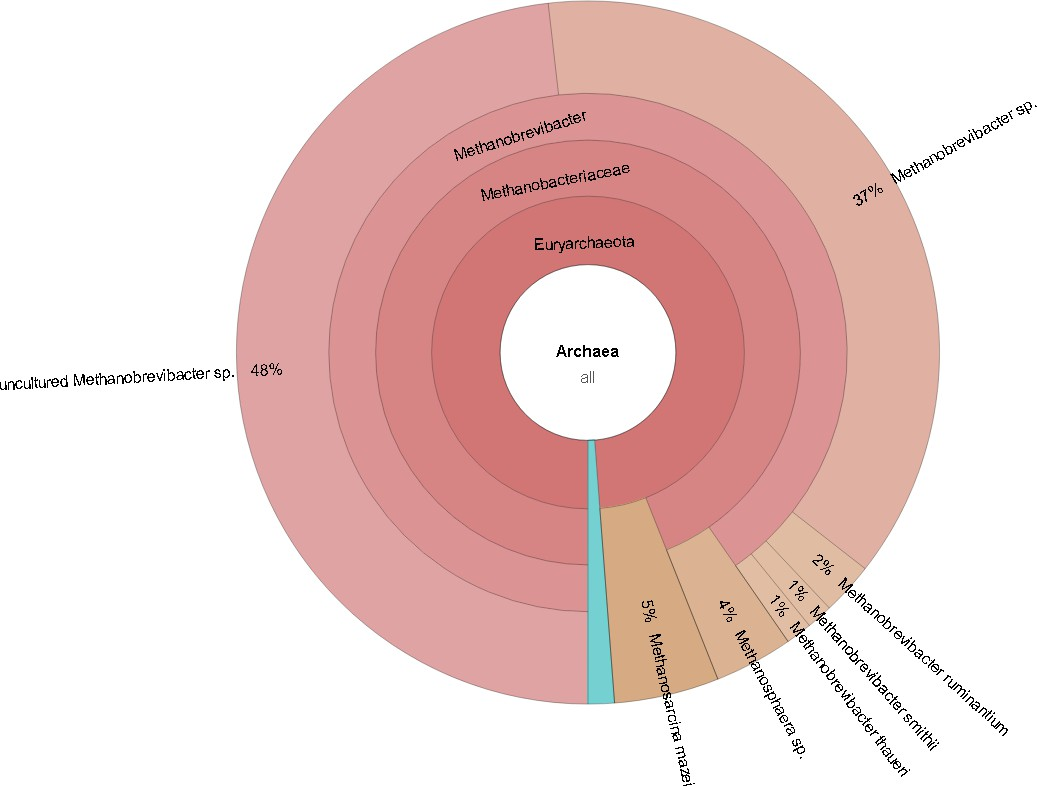 Methanobrevibacter
Methanobacteriaceae
Euryarchaeota
Archaea
all
37% Methanobrevibacter sp.
uncultured Methanobrevibacter sp. 48%
2% Methanobrevibacter ruminantium
1% Methanobrevibacter smithii
1% Methanobrevibacter thaueri
4% Methanosphaera sp.
5% Methanosarcina mazei